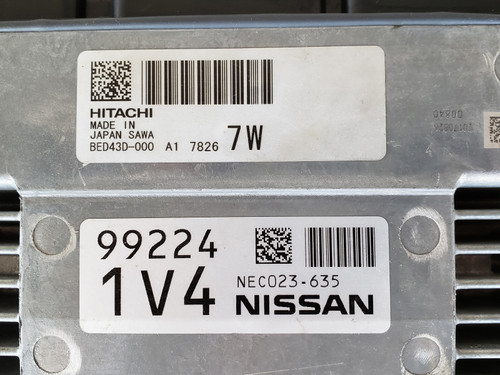 HITACHI
MADE IN
JAPAN SAWA
BED43D-000 A1 7826 7W
99224
1V4 NEC023-635
NISSAN